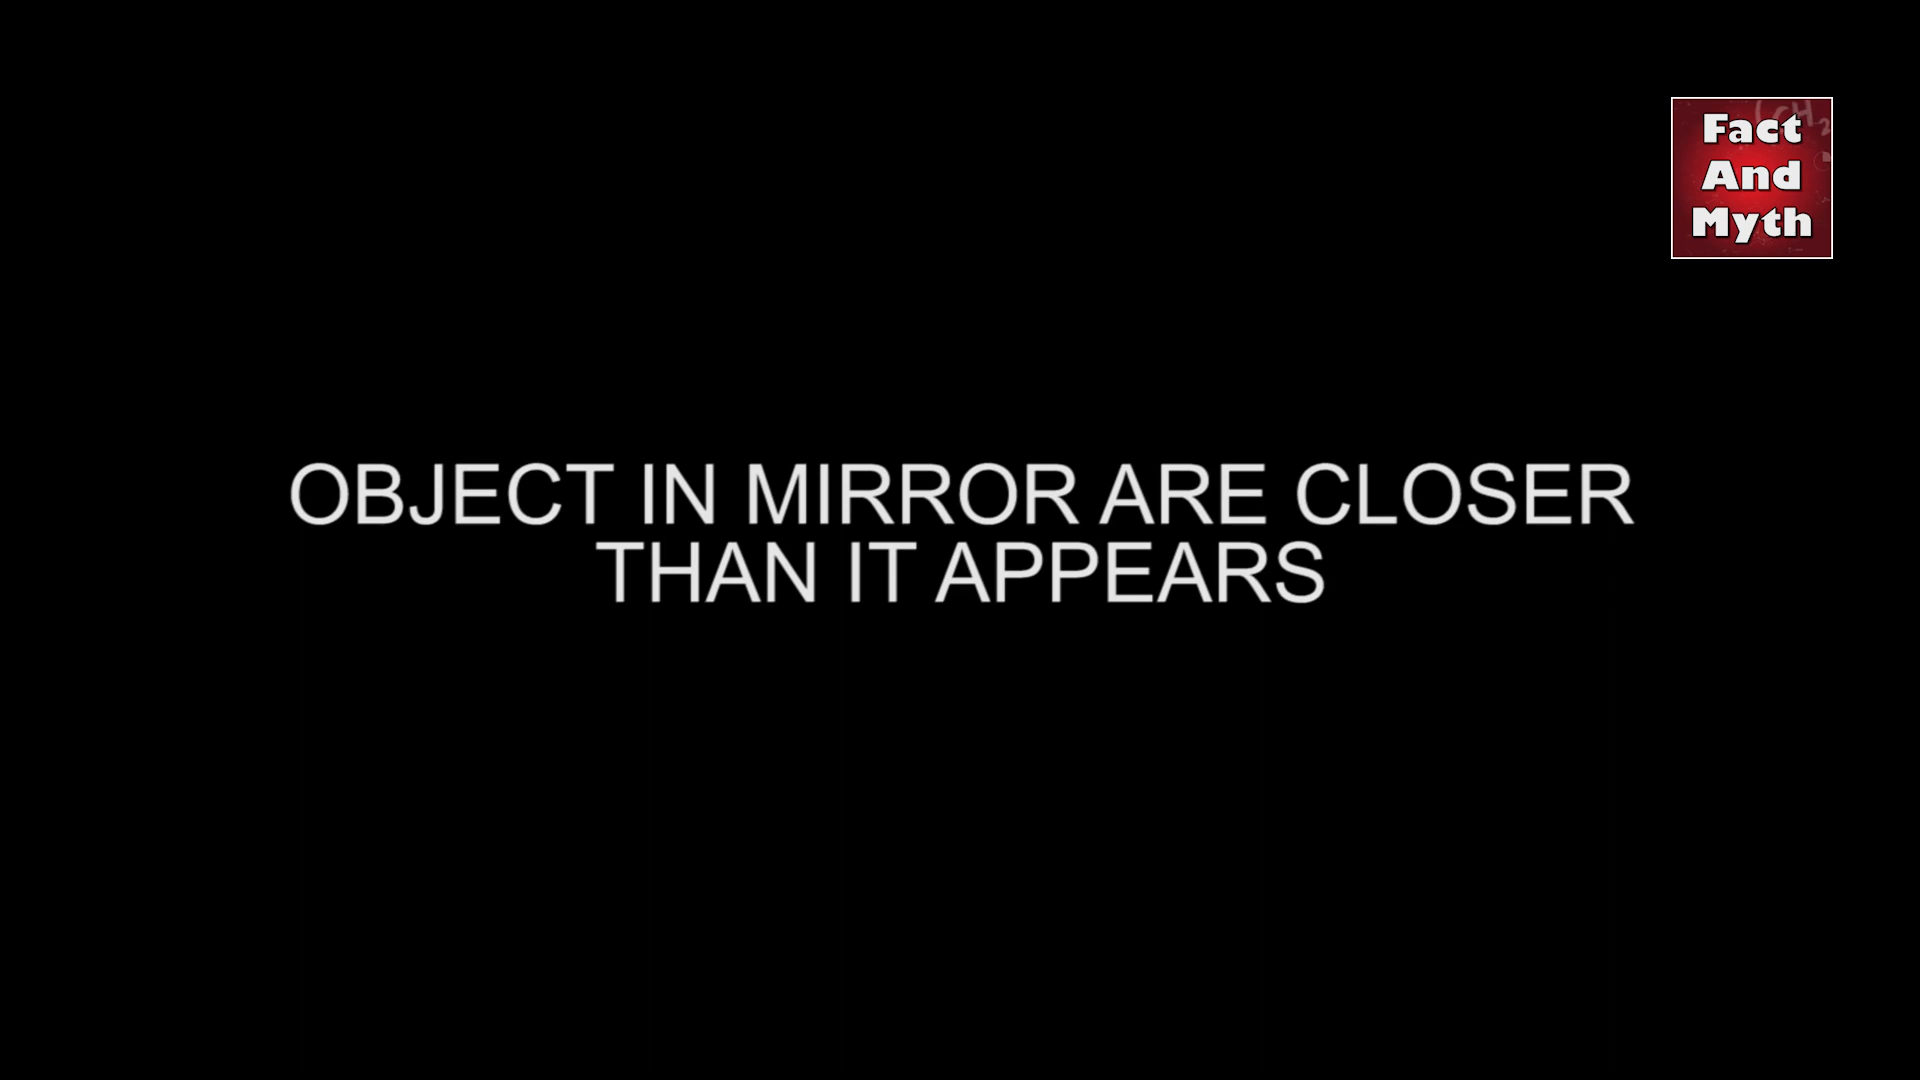 Fact
And
Myth
OBJECT IN MIRROR ARE CLOSER
THAN IT APPEARS